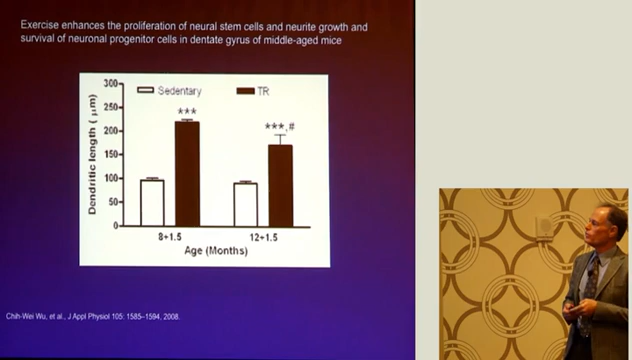 Exercise enhances the proliferation of neural stem cells and neurite growth and
survival of neuronal progenitor cells in dentate gyrus of middle-aged mice
Sedentary
TR
Dendritic length (µm)
300
250
200
150
100
50
0
***
***,#
8+1.5
12+1.5
Age (Months)
Chih-Wei Wu, et al., J Appl Physiol 105: 1585–1594, 2008.